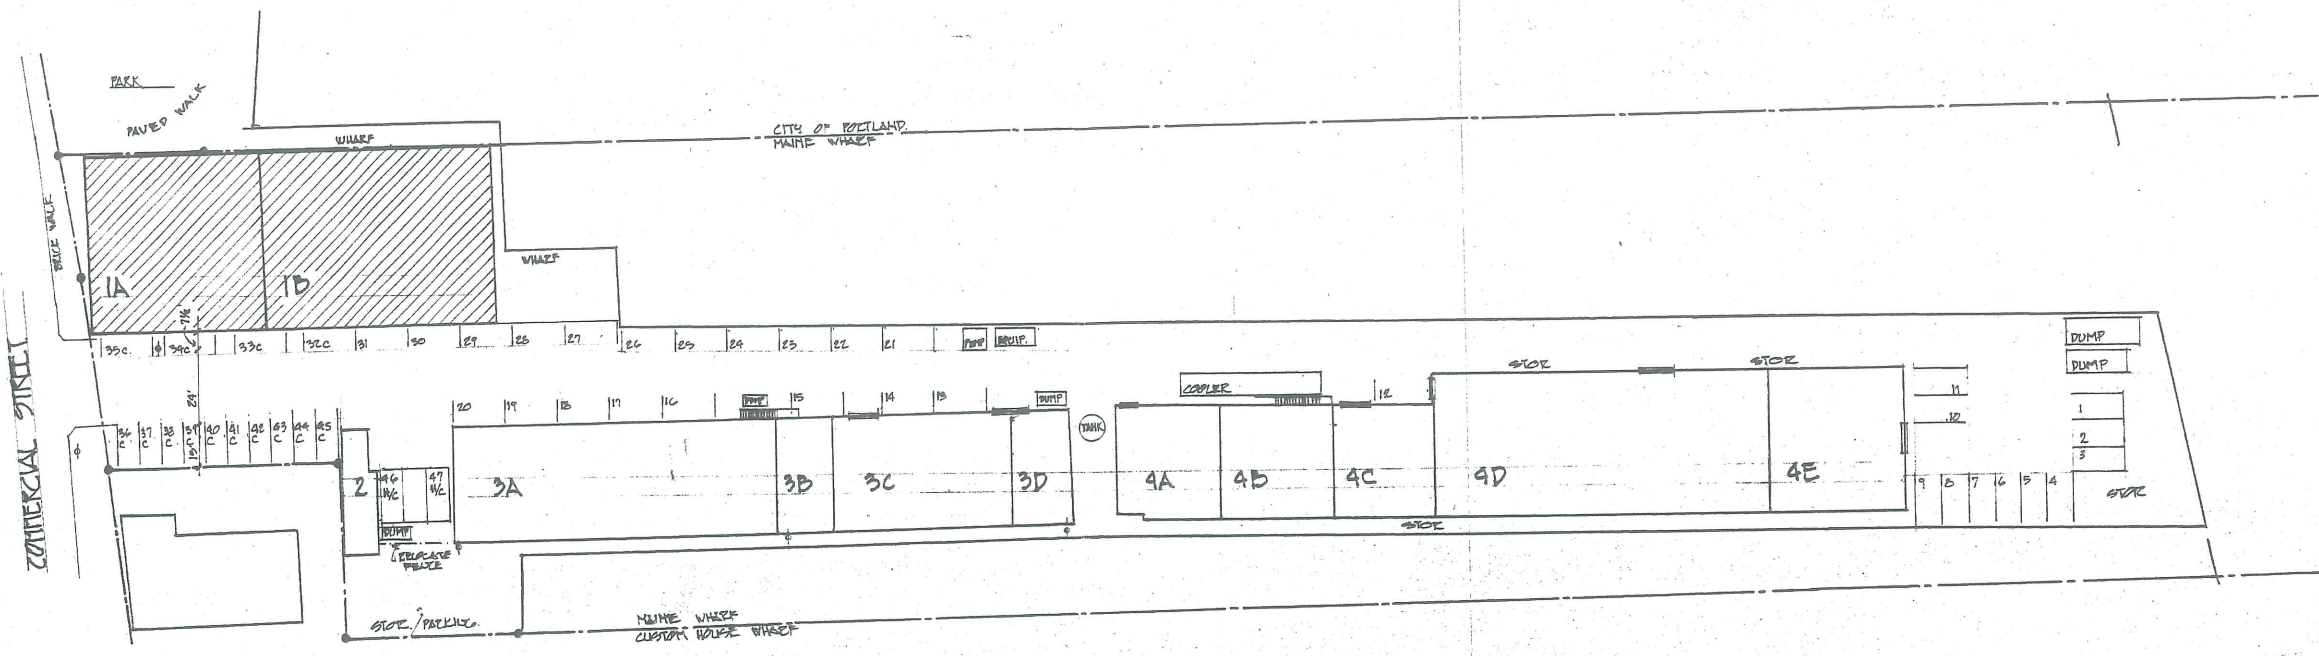 PARK
PAVED WALK
WHARF
CITY OF PORTLAND.
MAINE WHARF
BRICK WALK
1A
1B
WHARF
COMMERCIAL STREET
35C
34C
33C
32C
31
30
29
28
27
26
25
24
23
22
21
DUMP
EQUIP.
24'
15'
36 C
37 C
38 C
39 C
40 C
41 C
42 C
43 C
44 C
45 C
20
19
18
17
16
DUMP
15
14
13
DUMP
TANK
COOLER
12
STOR
STOR
11
10
DUMP
DUMP
1
2
3
STOR
2
46 H/C
47 H/C
DUMP
RELOCATE
FENCE
3A
3B
3C
3D
4A
4B
4C
4D
4E
9
8
7
6
5
4
STOR
STOR./PARKING.
MAINE WHARF
CUSTOM HOUSE WHARF